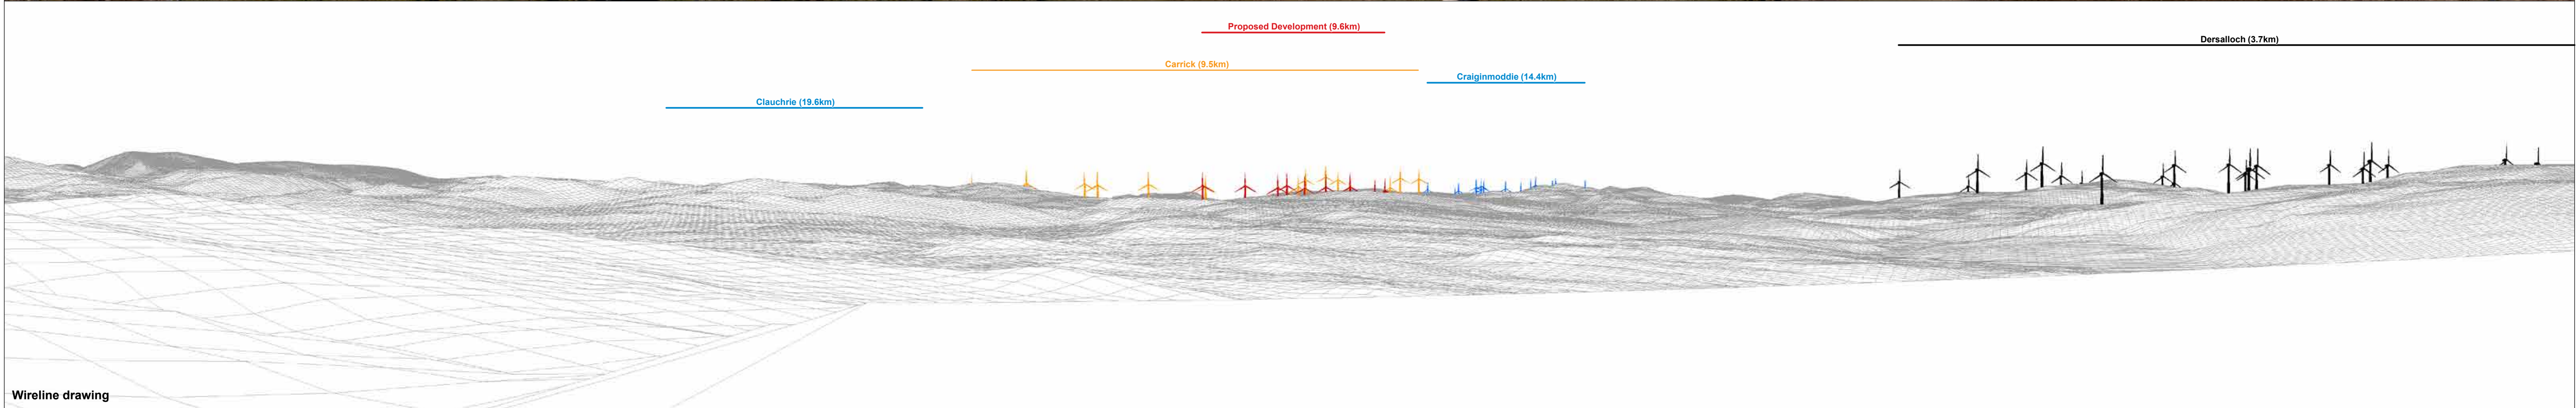 Proposed Development (9.6km)
Dersalloch (3.7km)
Carrick (9.5km)
Craiginmoddie (14.4km)
Clauchrie (19.6km)
Wireline drawing